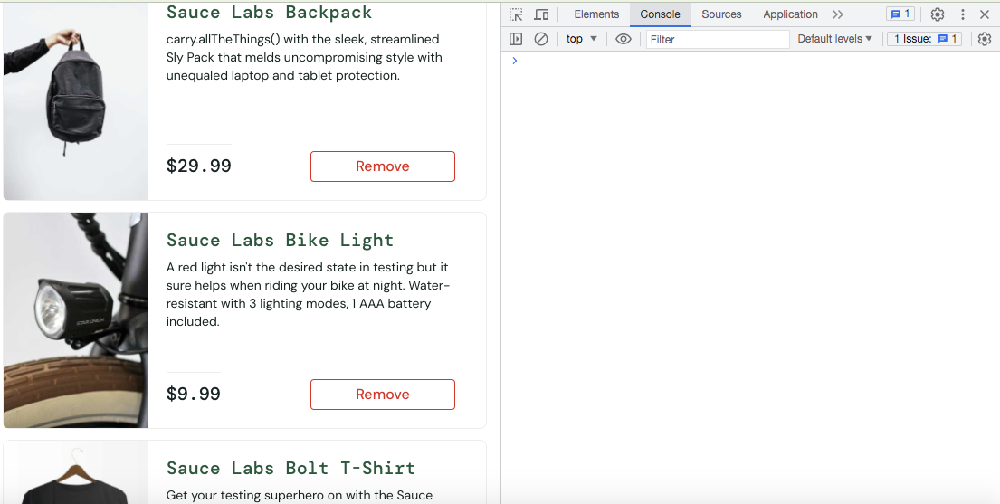 Sauce Labs Backpack
carry.allTheThings() with the sleek, streamlined
Sly Pack that melds uncompromising style with
unequaled laptop and tablet protection.
$29.99
Remove
STAR UNION
Sauce Labs Bike Light
A red light isn't the desired state in testing but it
sure helps when riding your bike at night. Water-
resistant with 3 lighting modes, 1 AAA battery
included.
$9.99
Remove
Sauce Labs Bolt T-Shirt
Get your testing superhero on with the Sauce
Elements Console Sources Application 1
top Filter Default levels 1 Issue: 1